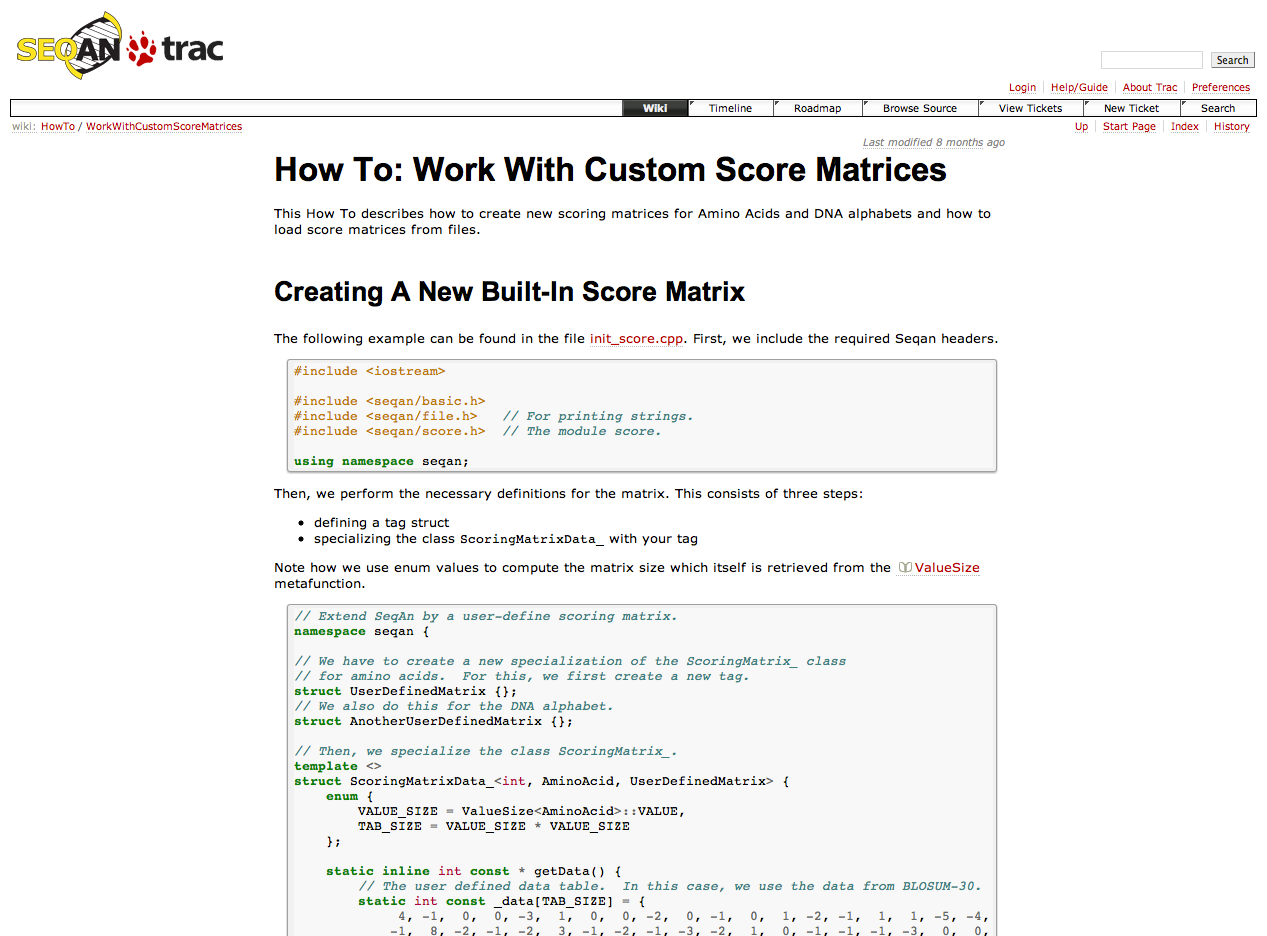 SEQAN trac
Search
Login Help/Guide About Trac Preferences
Wiki Timeline Roadmap Browse Source View Tickets New Ticket Search
wiki: HowTo / WorkWithCustomScoreMatrices Up Start Page Index History
Last modified 8 months ago
How To: Work With Custom Score Matrices
This How To describes how to create new scoring matrices for Amino Acids and DNA alphabets and how to
load score matrices from files.
Creating A New Built-In Score Matrix
The following example can be found in the file init_score.cpp. First, we include the required Seqan headers.
#include <iostream>
#include <seqan/basic.h>
#include <seqan/file.h>   // For printing strings.
#include <seqan/score.h>  // The module score.
using namespace seqan;
Then, we perform the necessary definitions for the matrix. This consists of three steps:
• defining a tag struct
• specializing the class ScoringMatrixData_ with your tag
Note how we use enum values to compute the matrix size which itself is retrieved from the ValueSize
metafunction.
// Extend SeqAn by a user-define scoring matrix.
namespace seqan {
// We have to create a new specialization of the ScoringMatrix_ class
// for amino acids.  For this, we first create a new tag.
struct UserDefinedMatrix {};
// We also do this for the DNA alphabet.
struct AnotherUserDefinedMatrix {};
// Then, we specialize the class ScoringMatrix_.
template <>
struct ScoringMatrixData_<int, AminoAcid, UserDefinedMatrix> {
    enum {
        VALUE_SIZE = ValueSize<AminoAcid>::VALUE,
        TAB_SIZE = VALUE_SIZE * VALUE_SIZE
    };
    static inline int const * getData() {
        // The user defined data table.  In this case, we use the data from BLOSUM-30.
        static int const _data[TAB_SIZE] = {
             4, -1,  0,  0, -3,  1,  0,  0, -2,  0, -1,  0,  1, -2, -1,  1,  1, -5, -4,
            -1,  8, -2, -1, -2,  3, -1, -2, -1, -3, -2,  1,  0, -1, -1, -1, -3,  0,  0,